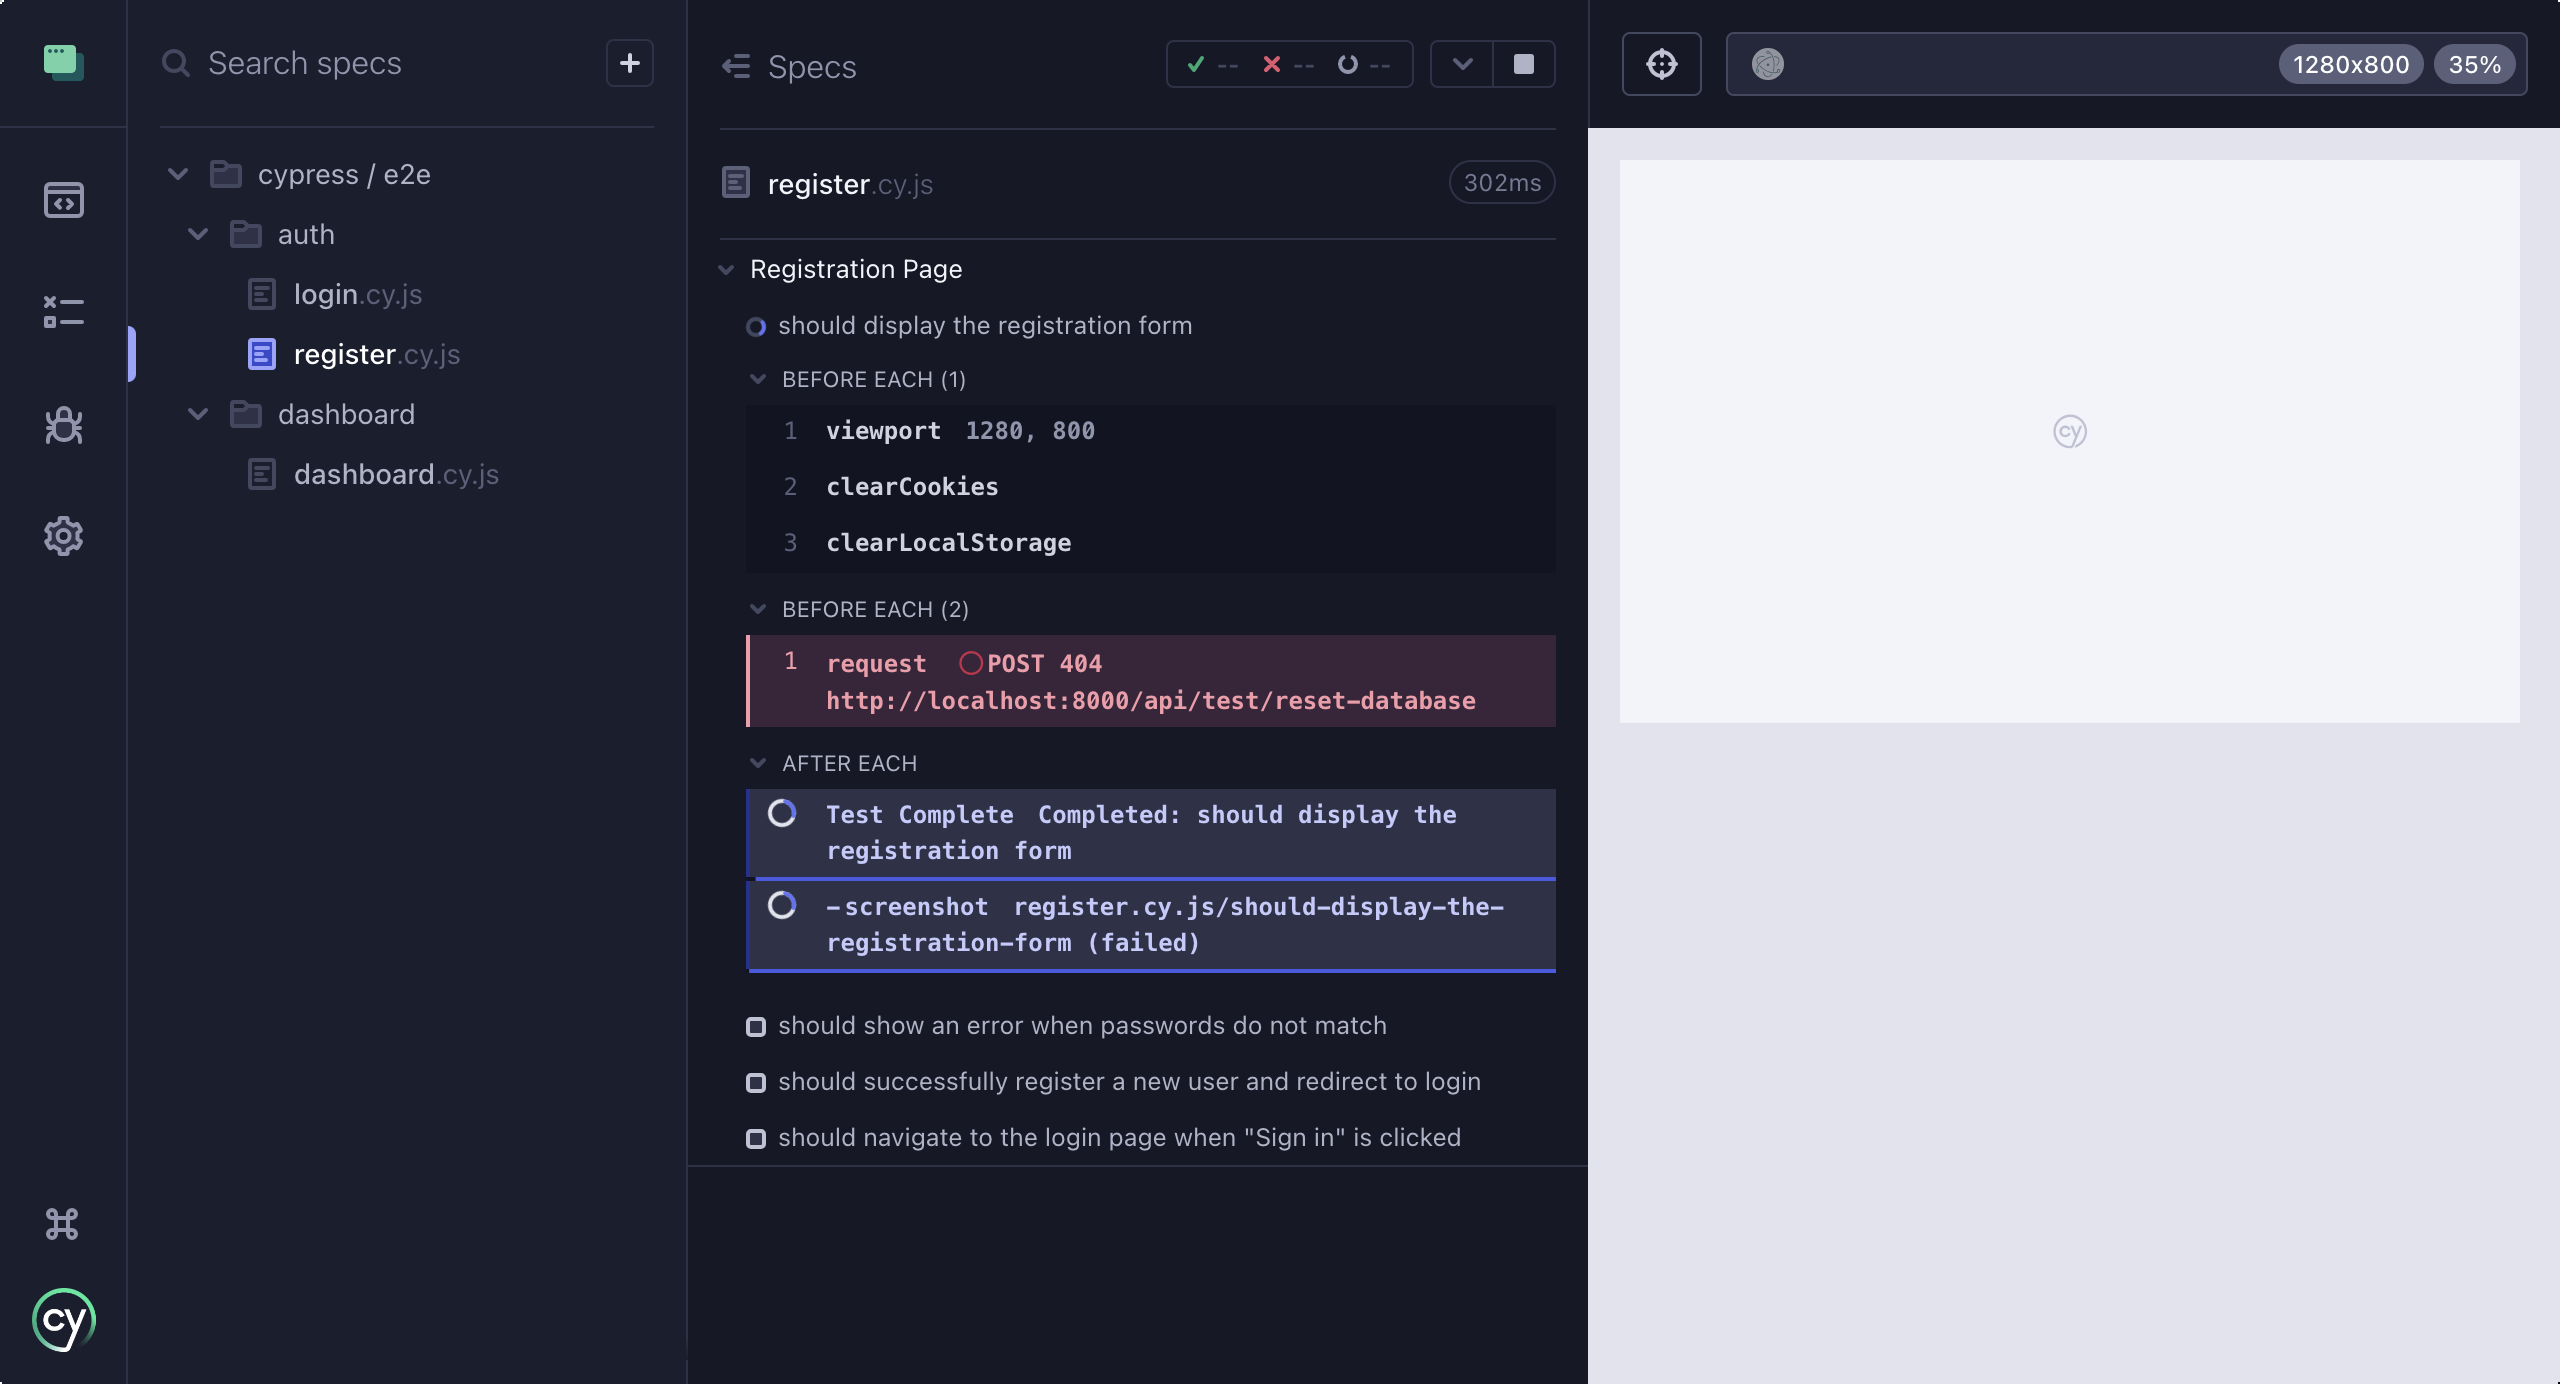 Search specs
cypress / e2e
auth
login.cy.js
register.cy.js
dashboard
dashboard.cy.js
cy
Specs
-- -- --
register.cy.js
302ms
Registration Page
should display the registration form
BEFORE EACH (1)
1 viewport 1280, 800
2 clearCookies
3 clearLocalStorage
BEFORE EACH (2)
1 request POST 404
http://localhost:8000/api/test/reset-database
AFTER EACH
Test Complete Completed: should display the
registration form
-screenshot register.cy.js/should-display-the-
registration-form (failed)
should show an error when passwords do not match
should successfully register a new user and redirect to login
should navigate to the login page when "Sign in" is clicked
1280x800
35%
cy